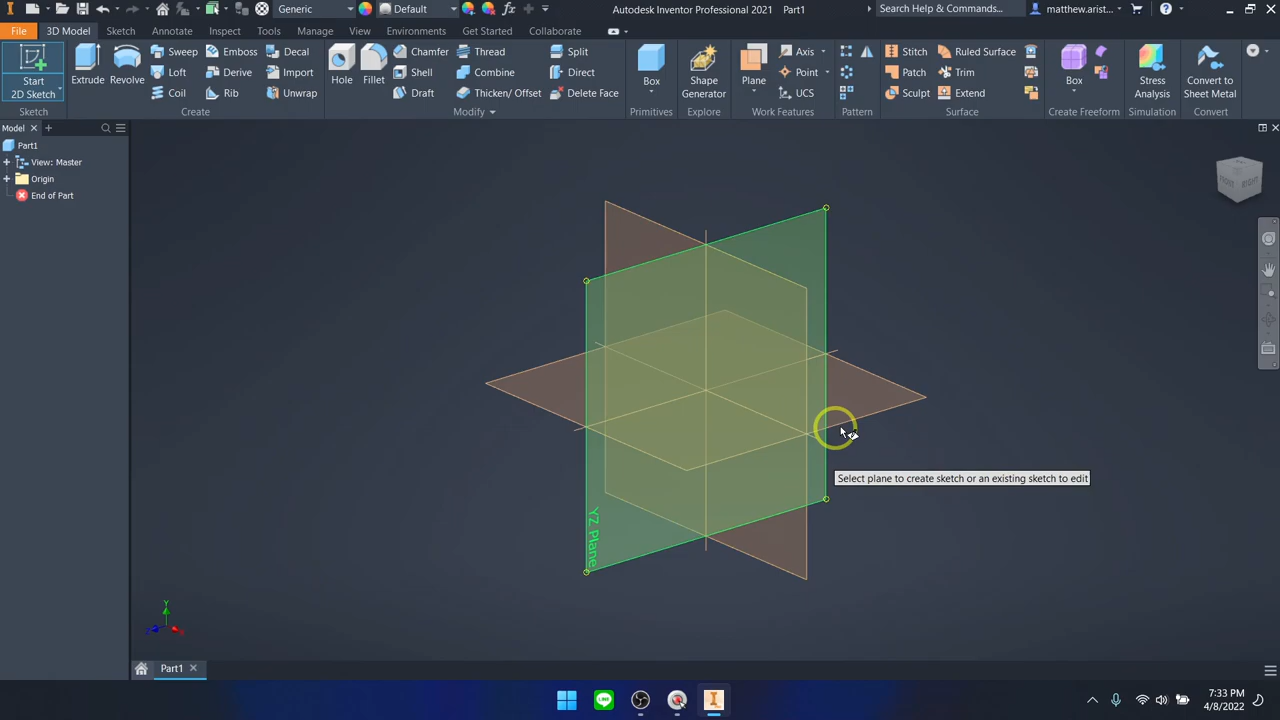 Generic
Default
Autodesk Inventor Professional 2021
Part1
Search Help & Commands...
matthew.arist...
File
3D Model
Sketch
Annotate
Inspect
Tools
Manage
View
Environments
Get Started
Collaborate
Start
2D Sketch
Extrude
Revolve
Sweep
Loft
Coil
Emboss
Derive
Rib
Decal
Import
Unwrap
Hole
Fillet
Chamfer
Shell
Draft
Thread
Combine
Thicken/ Offset
Split
Direct
Delete Face
Box
Shape
Generator
Plane
Axis
Point
UCS
Stitch
Patch
Sculpt
Ruled Surface
Trim
Extend
Box
Stress
Analysis
Convert to
Sheet Metal
Sketch
Create
Modify
Primitives
Explore
Work Features
Pattern
Surface
Create Freeform
Simulation
Convert
Model
Part1
View: Master
Origin
End of Part
FRONT
RIGHT
YZ Plane
Select plane to create sketch or an existing sketch to edit
Y
Z
X
Part1
LINE
7:33 PM
4/8/2022